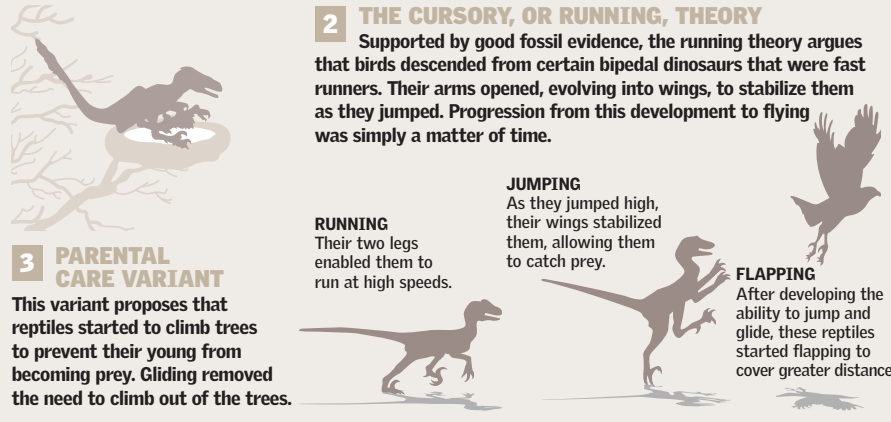 2 THE CURSORY, OR RUNNING, THEORY
Supported by good fossil evidence, the running theory argues
that birds descended from certain bipedal dinosaurs that were fast
runners. Their arms opened, evolving into wings, to stabilize them
as they jumped. Progression from this development to flying
was simply a matter of time.
RUNNING
Their two legs
enabled them to
run at high speeds.
JUMPING
As they jumped high,
their wings stabilized
them, allowing them
to catch prey.
FLAPPING
After developing the
ability to jump and
glide, these reptiles
started flapping to
cover greater distance
3 PARENTAL
CARE VARIANT
This variant proposes that
reptiles started to climb trees
to prevent their young from
becoming prey. Gliding removed
the need to climb out of the trees.